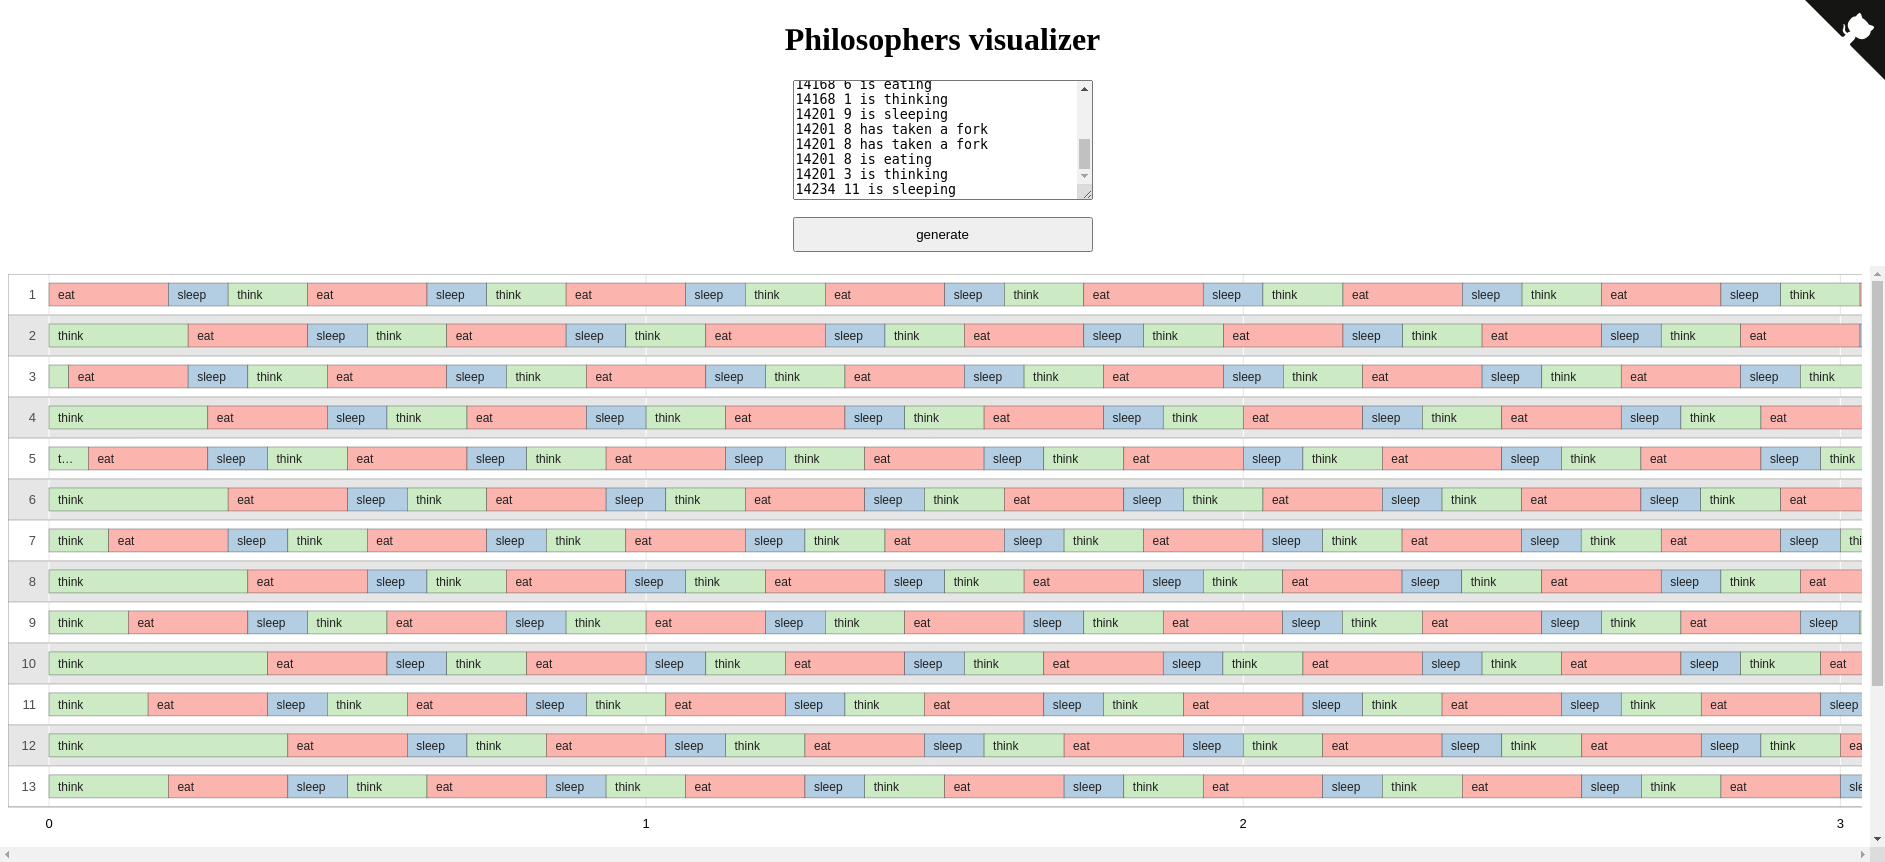 Philosophers visualizer
14168 6 is eating
14168 1 is thinking
14201 9 is sleeping
14201 8 has taken a fork
14201 8 has taken a fork
14201 8 is eating
14201 3 is thinking
14234 11 is sleeping
generate
1 eat sleep think eat sleep think eat sleep think eat sleep think eat sleep think eat sleep think eat sleep think
2 think eat sleep think eat sleep think eat sleep think eat sleep think eat sleep think eat sleep think eat
3 eat sleep think eat sleep think eat sleep think eat sleep think eat sleep think eat sleep think eat sleep think
4 think eat sleep think eat sleep think eat sleep think eat sleep think eat sleep think eat sleep think eat
5 t... eat sleep think eat sleep think eat sleep think eat sleep think eat sleep think eat sleep think eat sleep think
6 think eat sleep think eat sleep think eat sleep think eat sleep think eat sleep think eat sleep think eat
7 think eat sleep think eat sleep think eat sleep think eat sleep think eat sleep think eat sleep think eat sleep thi
8 think eat sleep think eat sleep think eat sleep think eat sleep think eat sleep think eat sleep think eat
9 think eat sleep think eat sleep think eat sleep think eat sleep think eat sleep think eat sleep think eat sleep
10 think eat sleep think eat sleep think eat sleep think eat sleep think eat sleep think eat sleep think eat
11 think eat sleep think eat sleep think eat sleep think eat sleep think eat sleep think eat sleep think eat sleep
12 think eat sleep think eat sleep think eat sleep think eat sleep think eat sleep think eat sleep think ea
13 think eat sleep think eat sleep think eat sleep think eat sleep think eat sleep think eat sleep think eat sle
0 1 2 3